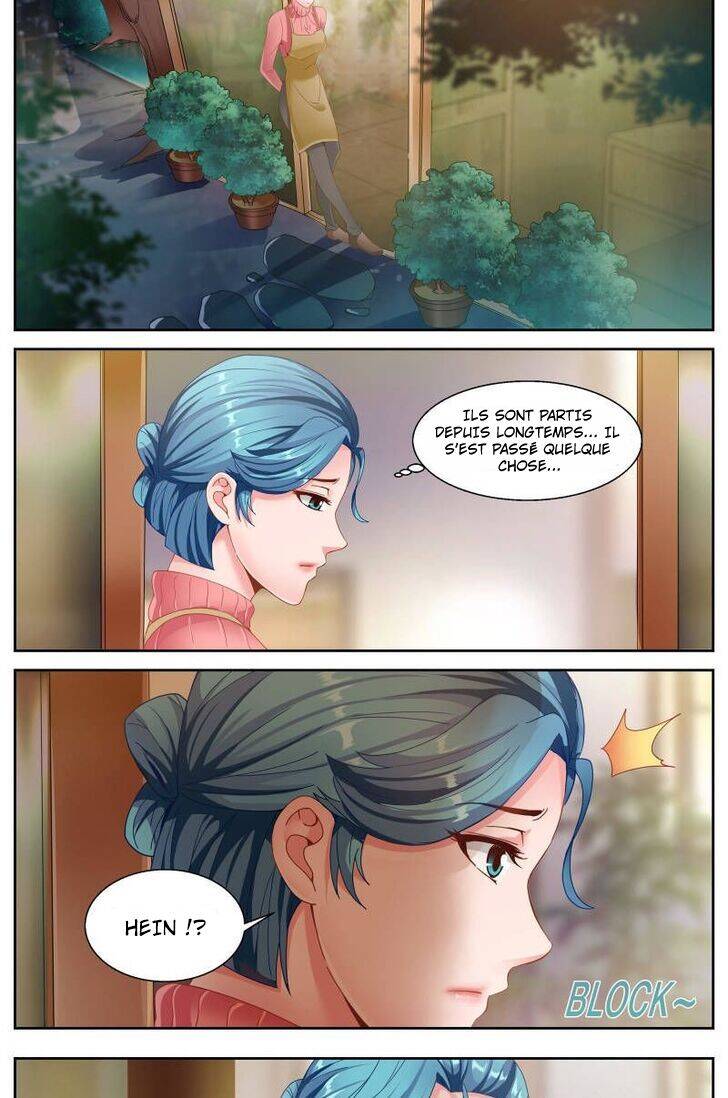 ILS SONT PARTIS
DEPUIS LONGTEMPS... IL
S'EST PASSÉ QUELQUE
CHOSE...
HEIN !?
BLOCK~